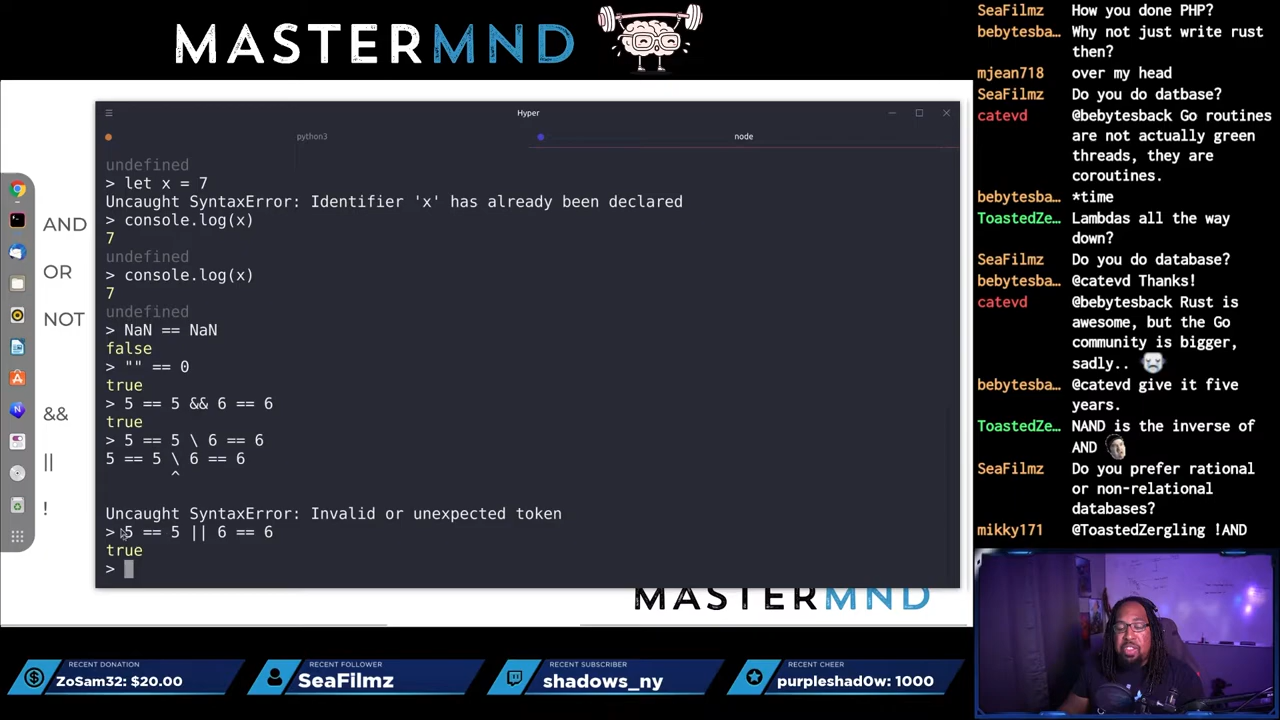 MASTERMND
Hyper
python3
node
undefined
> let x = 7
Uncaught SyntaxError: Identifier 'x' has already been declared
> console.log(x)
7
undefined
> console.log(x)
7
undefined
> NaN == NaN
false
> "" == 0
true
> 5 == 5 && 6 == 6
true
> 5 == 5 \ 6 == 6
5 == 5 \ 6 == 6
^
Uncaught SyntaxError: Invalid or unexpected token
> 5 == 5 || 6 == 6
true
>
AND
OR
NOT
&&
||
!
MASTERMND
SeaFilmz How you done PHP?
bebytesba… Why not just write rust
then?
mjean718 over my head
SeaFilmz Do you do datbase?
catevd @bebytesback Go routines
are not actually green
threads, they are
coroutines.
bebytesba… *time
ToastedZe… Lambdas all the way
down?
SeaFilmz Do you do database?
bebytesba… @catevd Thanks!
catevd @bebytesback Rust is
awesome, but the Go
community is bigger,
sadly..
bebytesba… @catevd give it five
years.
ToastedZe… NAND is the inverse of
AND
SeaFilmz Do you prefer rational
or non-relational
databases?
mikky171 @ToastedZergling !AND
RECENT DONATION
ZoSam32: $20.00
RECENT FOLLOWER
SeaFilmz
RECENT SUBSCRIBER
shadows_ny
RECENT CHEER
purpleshad0w: 1000